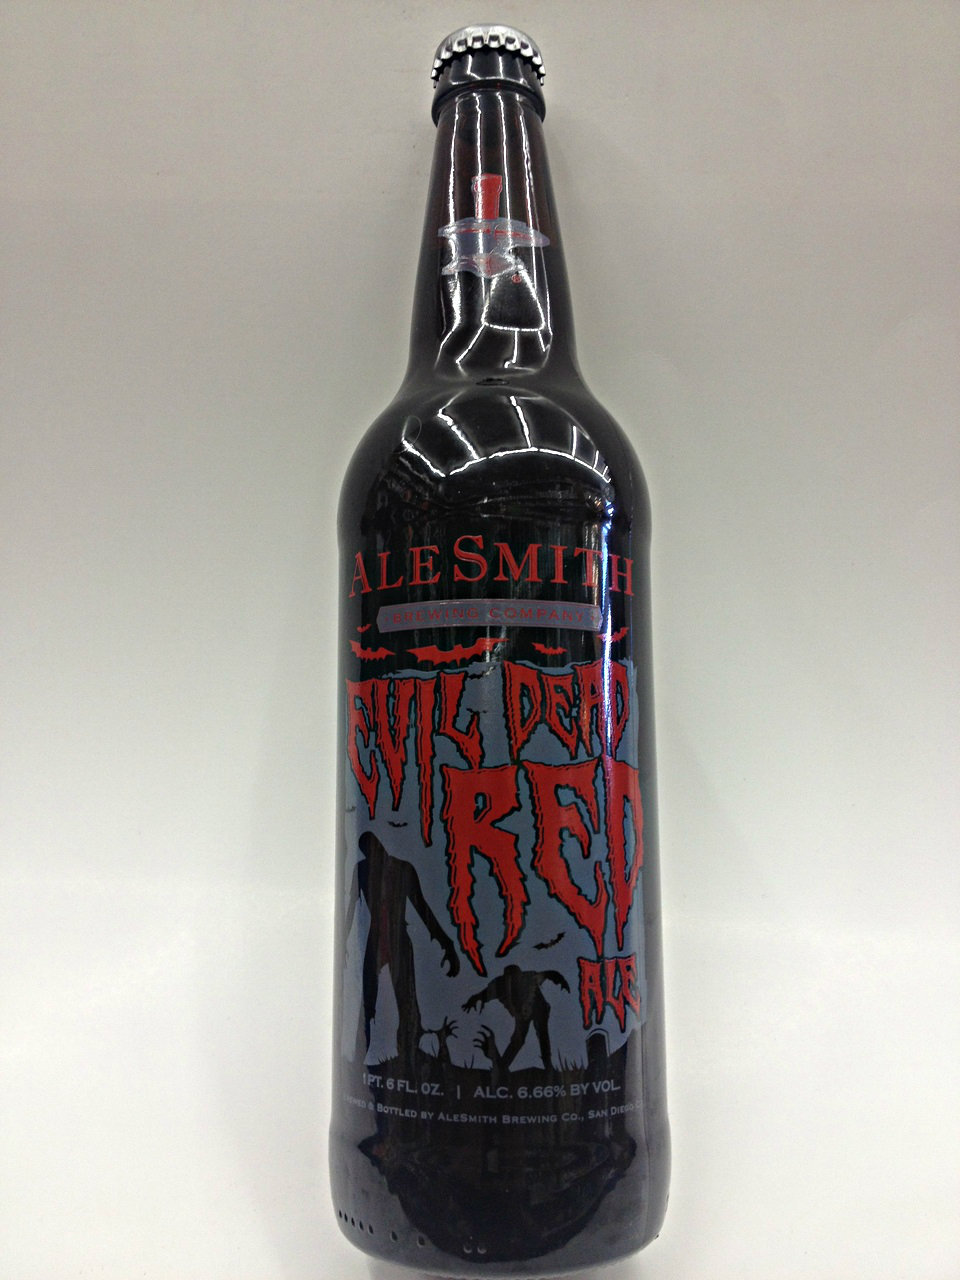 ALESMITH
BREWING COMPANY
EVIL DEAD
RED
ALE
1 PT. 6 FL. OZ. | ALC. 6.66% BY VOL.
& BOTTLED BY ALESMITH BREWING CO., SAN DIEGO